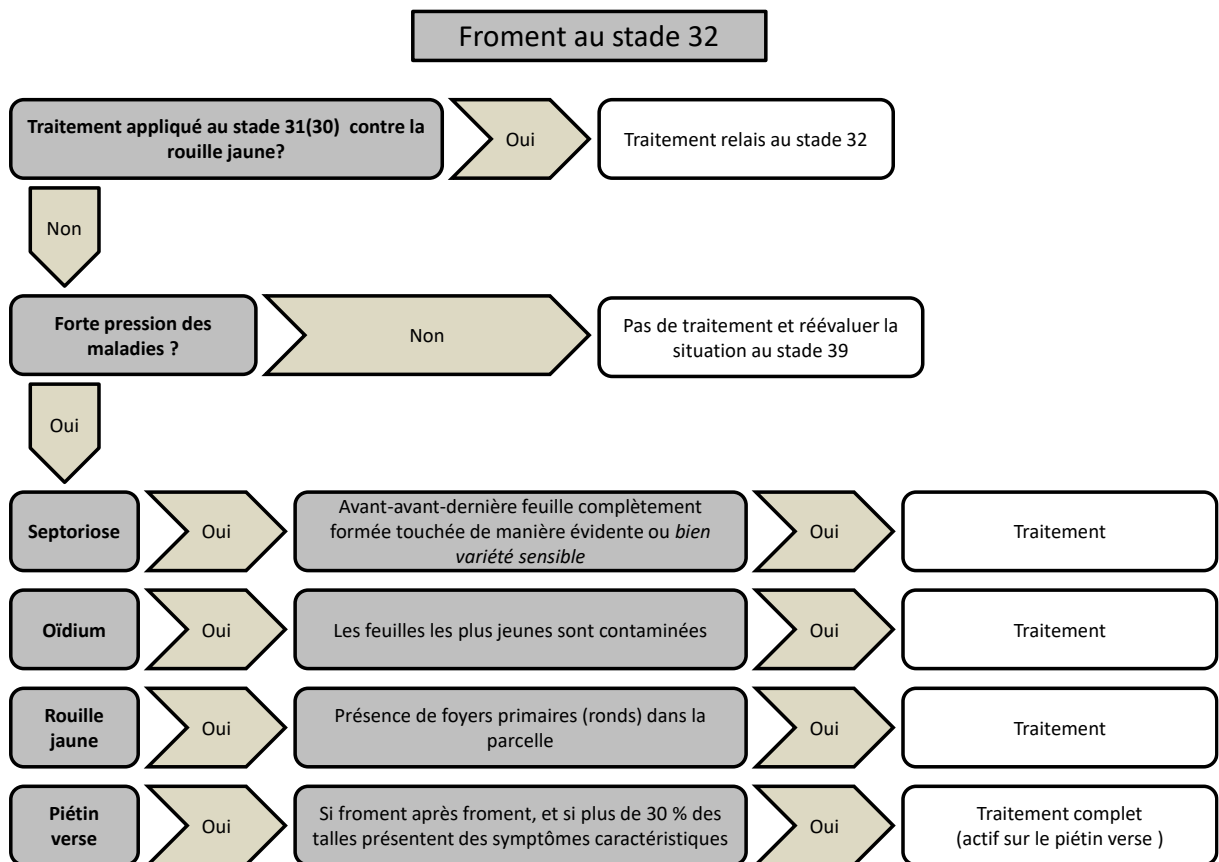 Froment au stade 32
Traitement appliqué au stade 31(30) contre la
rouille jaune?
Oui
Traitement relais au stade 32
Non
Forte pression des
maladies ?
Non
Pas de traitement et réévaluer la
situation au stade 39
Oui
Septoriose
Oui
Avant-avant-dernière feuille complètement
formée touchée de manière évidente ou bien
variété sensible
Oui
Traitement
Oïdium
Oui
Les feuilles les plus jeunes sont contaminées
Oui
Traitement
Rouille
jaune
Oui
Présence de foyers primaires (ronds) dans la
parcelle
Oui
Traitement
Piétin
verse
Oui
Si froment après froment, et si plus de 30 % des
talles présentent des symptômes caractéristiques
Oui
Traitement complet
(actif sur le piétin verse )